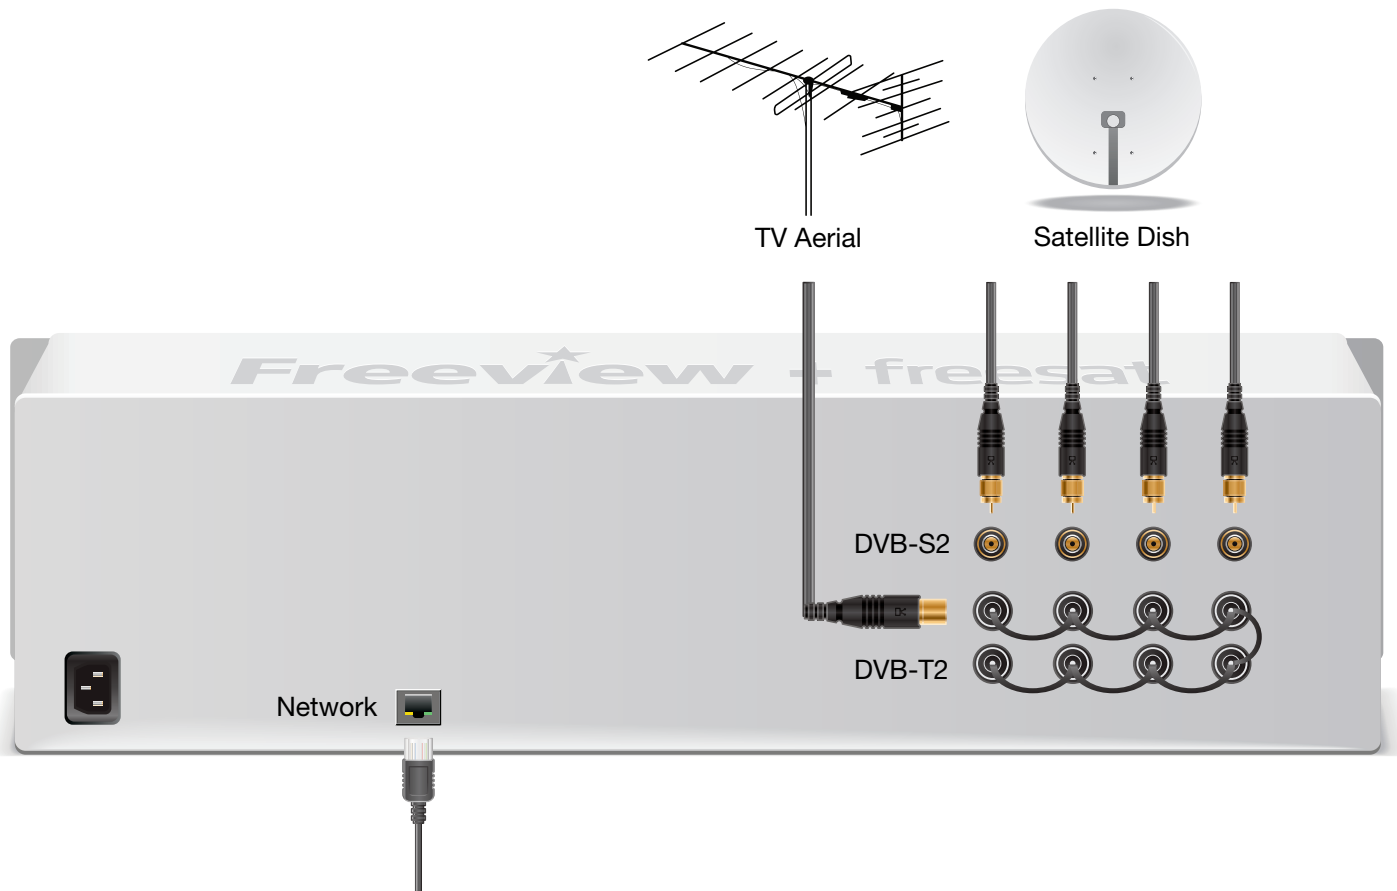 TV Aerial
Satellite Dish
Freeview + freesat
DVB-S2
DVB-T2
Network